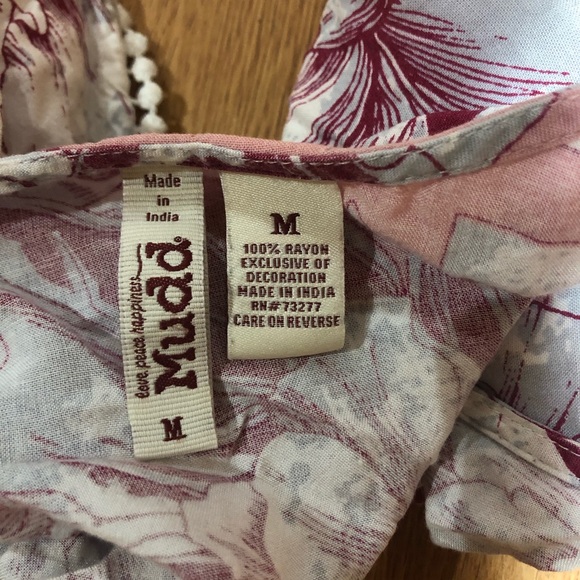 Made
in
India
Mudd®
love.peace.happiness.
M
M
100% RAYON
EXCLUSIVE OF
DECORATION
MADE IN INDIA
RN#73277
CARE ON REVERSE